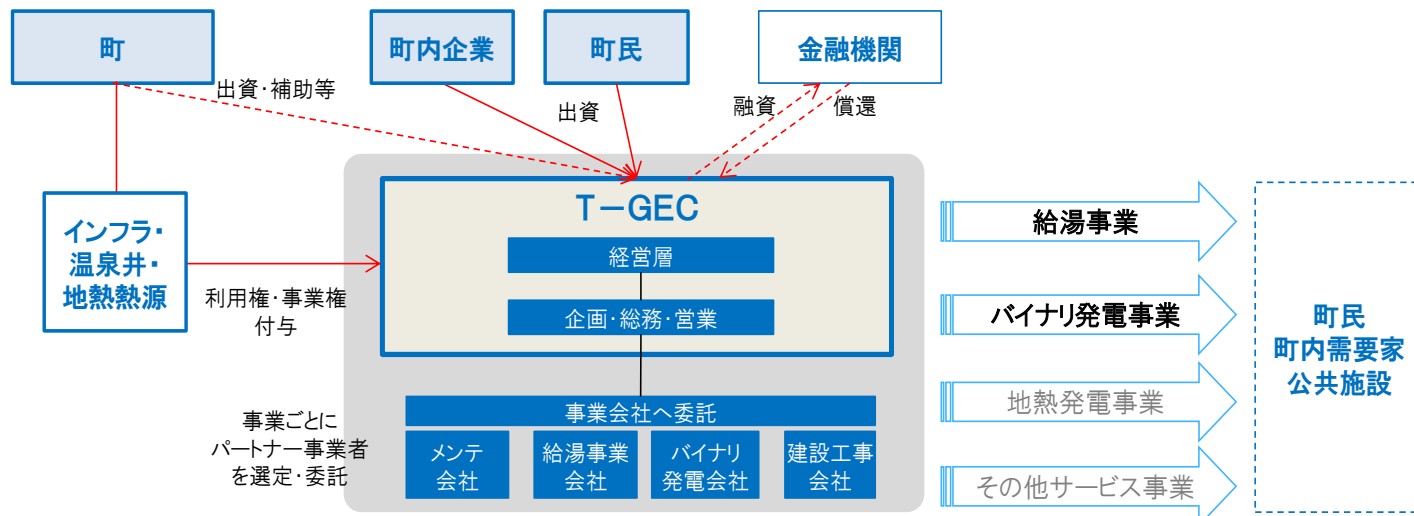 町
町内企業
町民
金融機関
出資・補助等
出資
融資
償還
インフラ・
温泉井・
地熱熱源
利用権・事業権
付与
T－GEC
経営層
企画・総務・営業
事業会社へ委託
メンテ
会社
給湯事業
会社
バイナリ
発電会社
建設工事
会社
事業ごとに
パートナー事業者
を選定・委託
給湯事業
バイナリ発電事業
地熱発電事業
その他サービス事業
町民
町内需要家
公共施設